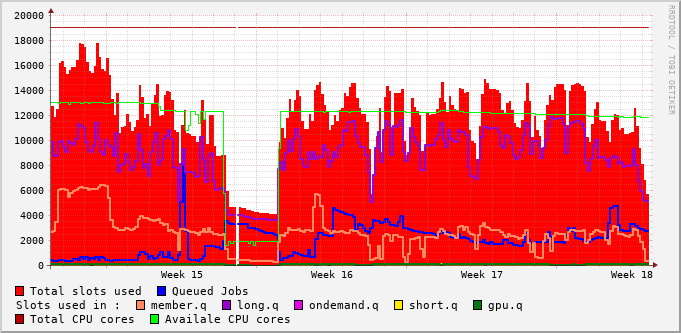 RRDTOOL / TOBI OETIKER
20000
18000
16000
14000
12000
10000
8000
6000
4000
2000
0
Week 15 Week 16 Week 17 Week 18
Total slots used Queued Jobs
Slots used in : member.q long.q ondemand.q short.q gpu.q
Total CPU cores Availale CPU cores